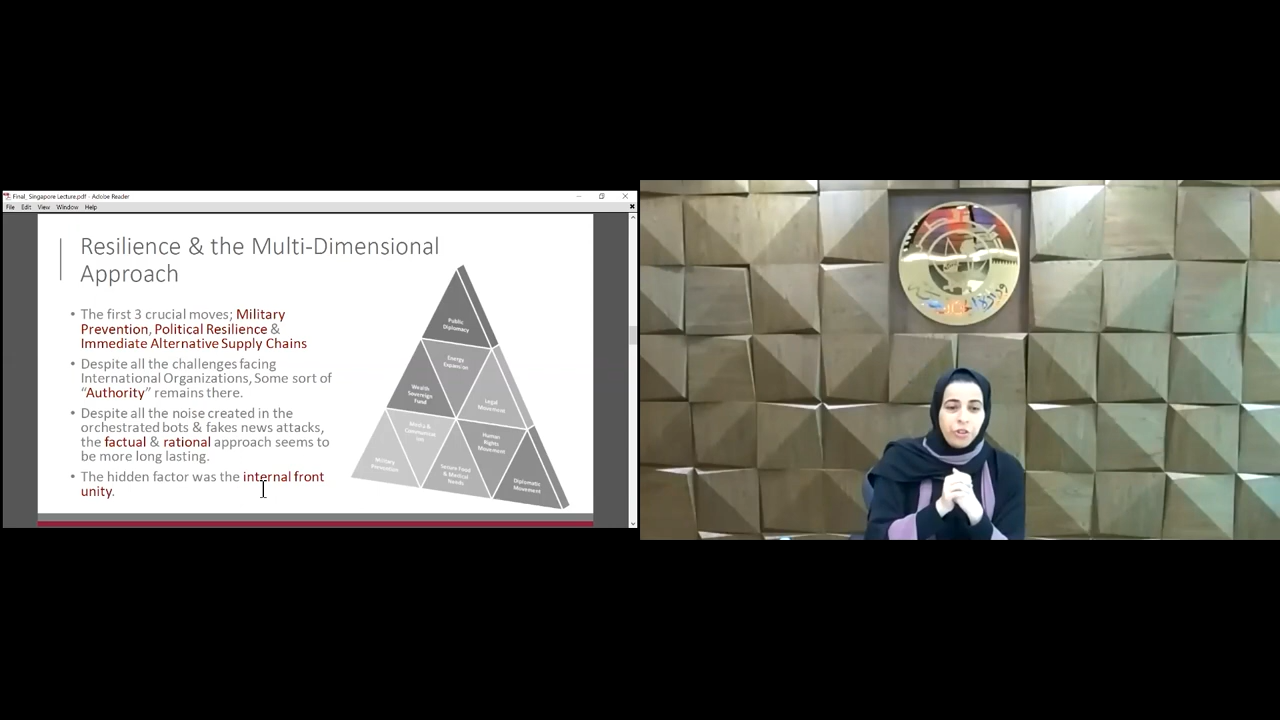 Final_Singapore Lecture.pdf - Adobe Reader
File Edit View Window Help
Resilience & the Multi-Dimensional
Approach
• The first 3 crucial moves; Military
Prevention, Political Resilience &
Immediate Alternative Supply Chains
• Despite all the challenges facing
International Organizations, Some sort of
“Authority” remains there.
• Despite all the noise created in the
orchestrated bots & fakes news attacks,
the factual & rational approach seems to
be more long lasting.
• The hidden factor was the internal front
unity.
Public
Diplomacy
Energy
Expansion
Wealth
Sovereign
Fund
Legal
Movement
Media &
Human
Rights
Movement
Military
Prevention
Secure Food
& Medical
Needs
Diplomatic
Movement